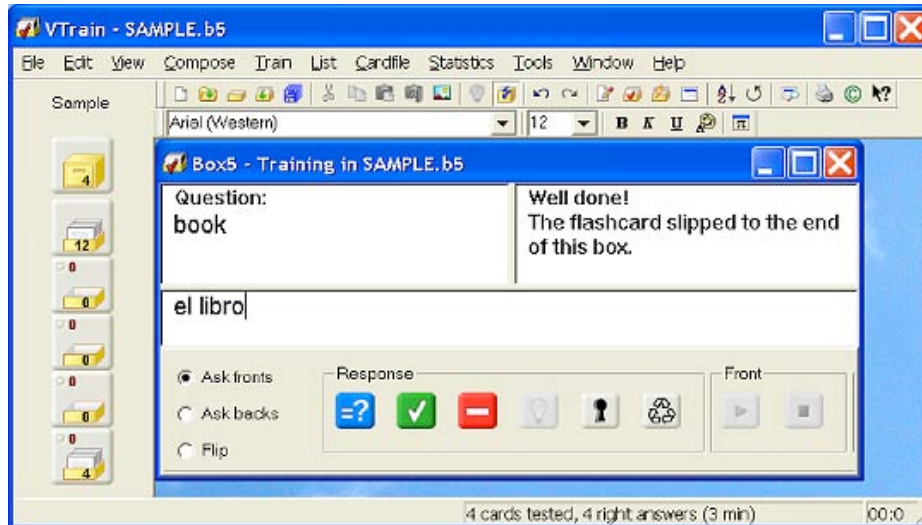 VTrain - SAMPLE.b5
File Edit View Compose Train List Cardfile Statistics Tools Window Help
Sample
Arial (Western) 12 B K U π
4
12
0
0
0
0
0
0
0
4
Box5 - Training in SAMPLE.b5
Question:
book
Well done!
The flashcard slipped to the end
of this box.
el libro
Ask fronts
Ask backs
Flip
Response
=?
Front
4 cards tested, 4 right answers (3 min)
00:0